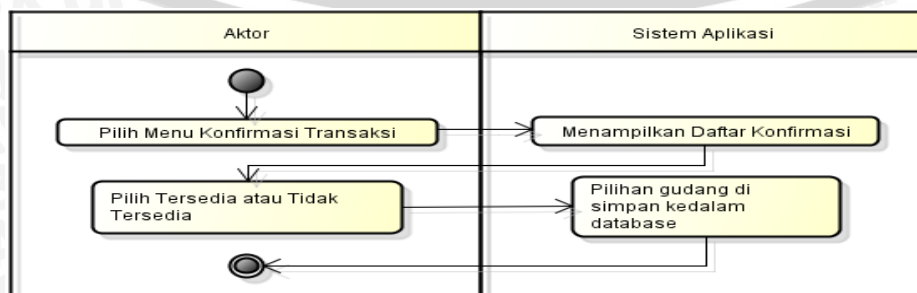 Aktor
Sistem Aplikasi
Pilih Menu Konfirmasi Transaksi
Menampilkan Daftar Konfirmasi
Pilih Tersedia atau Tidak
Tersedia
Pilihan gudang di
simpan kedalam
database